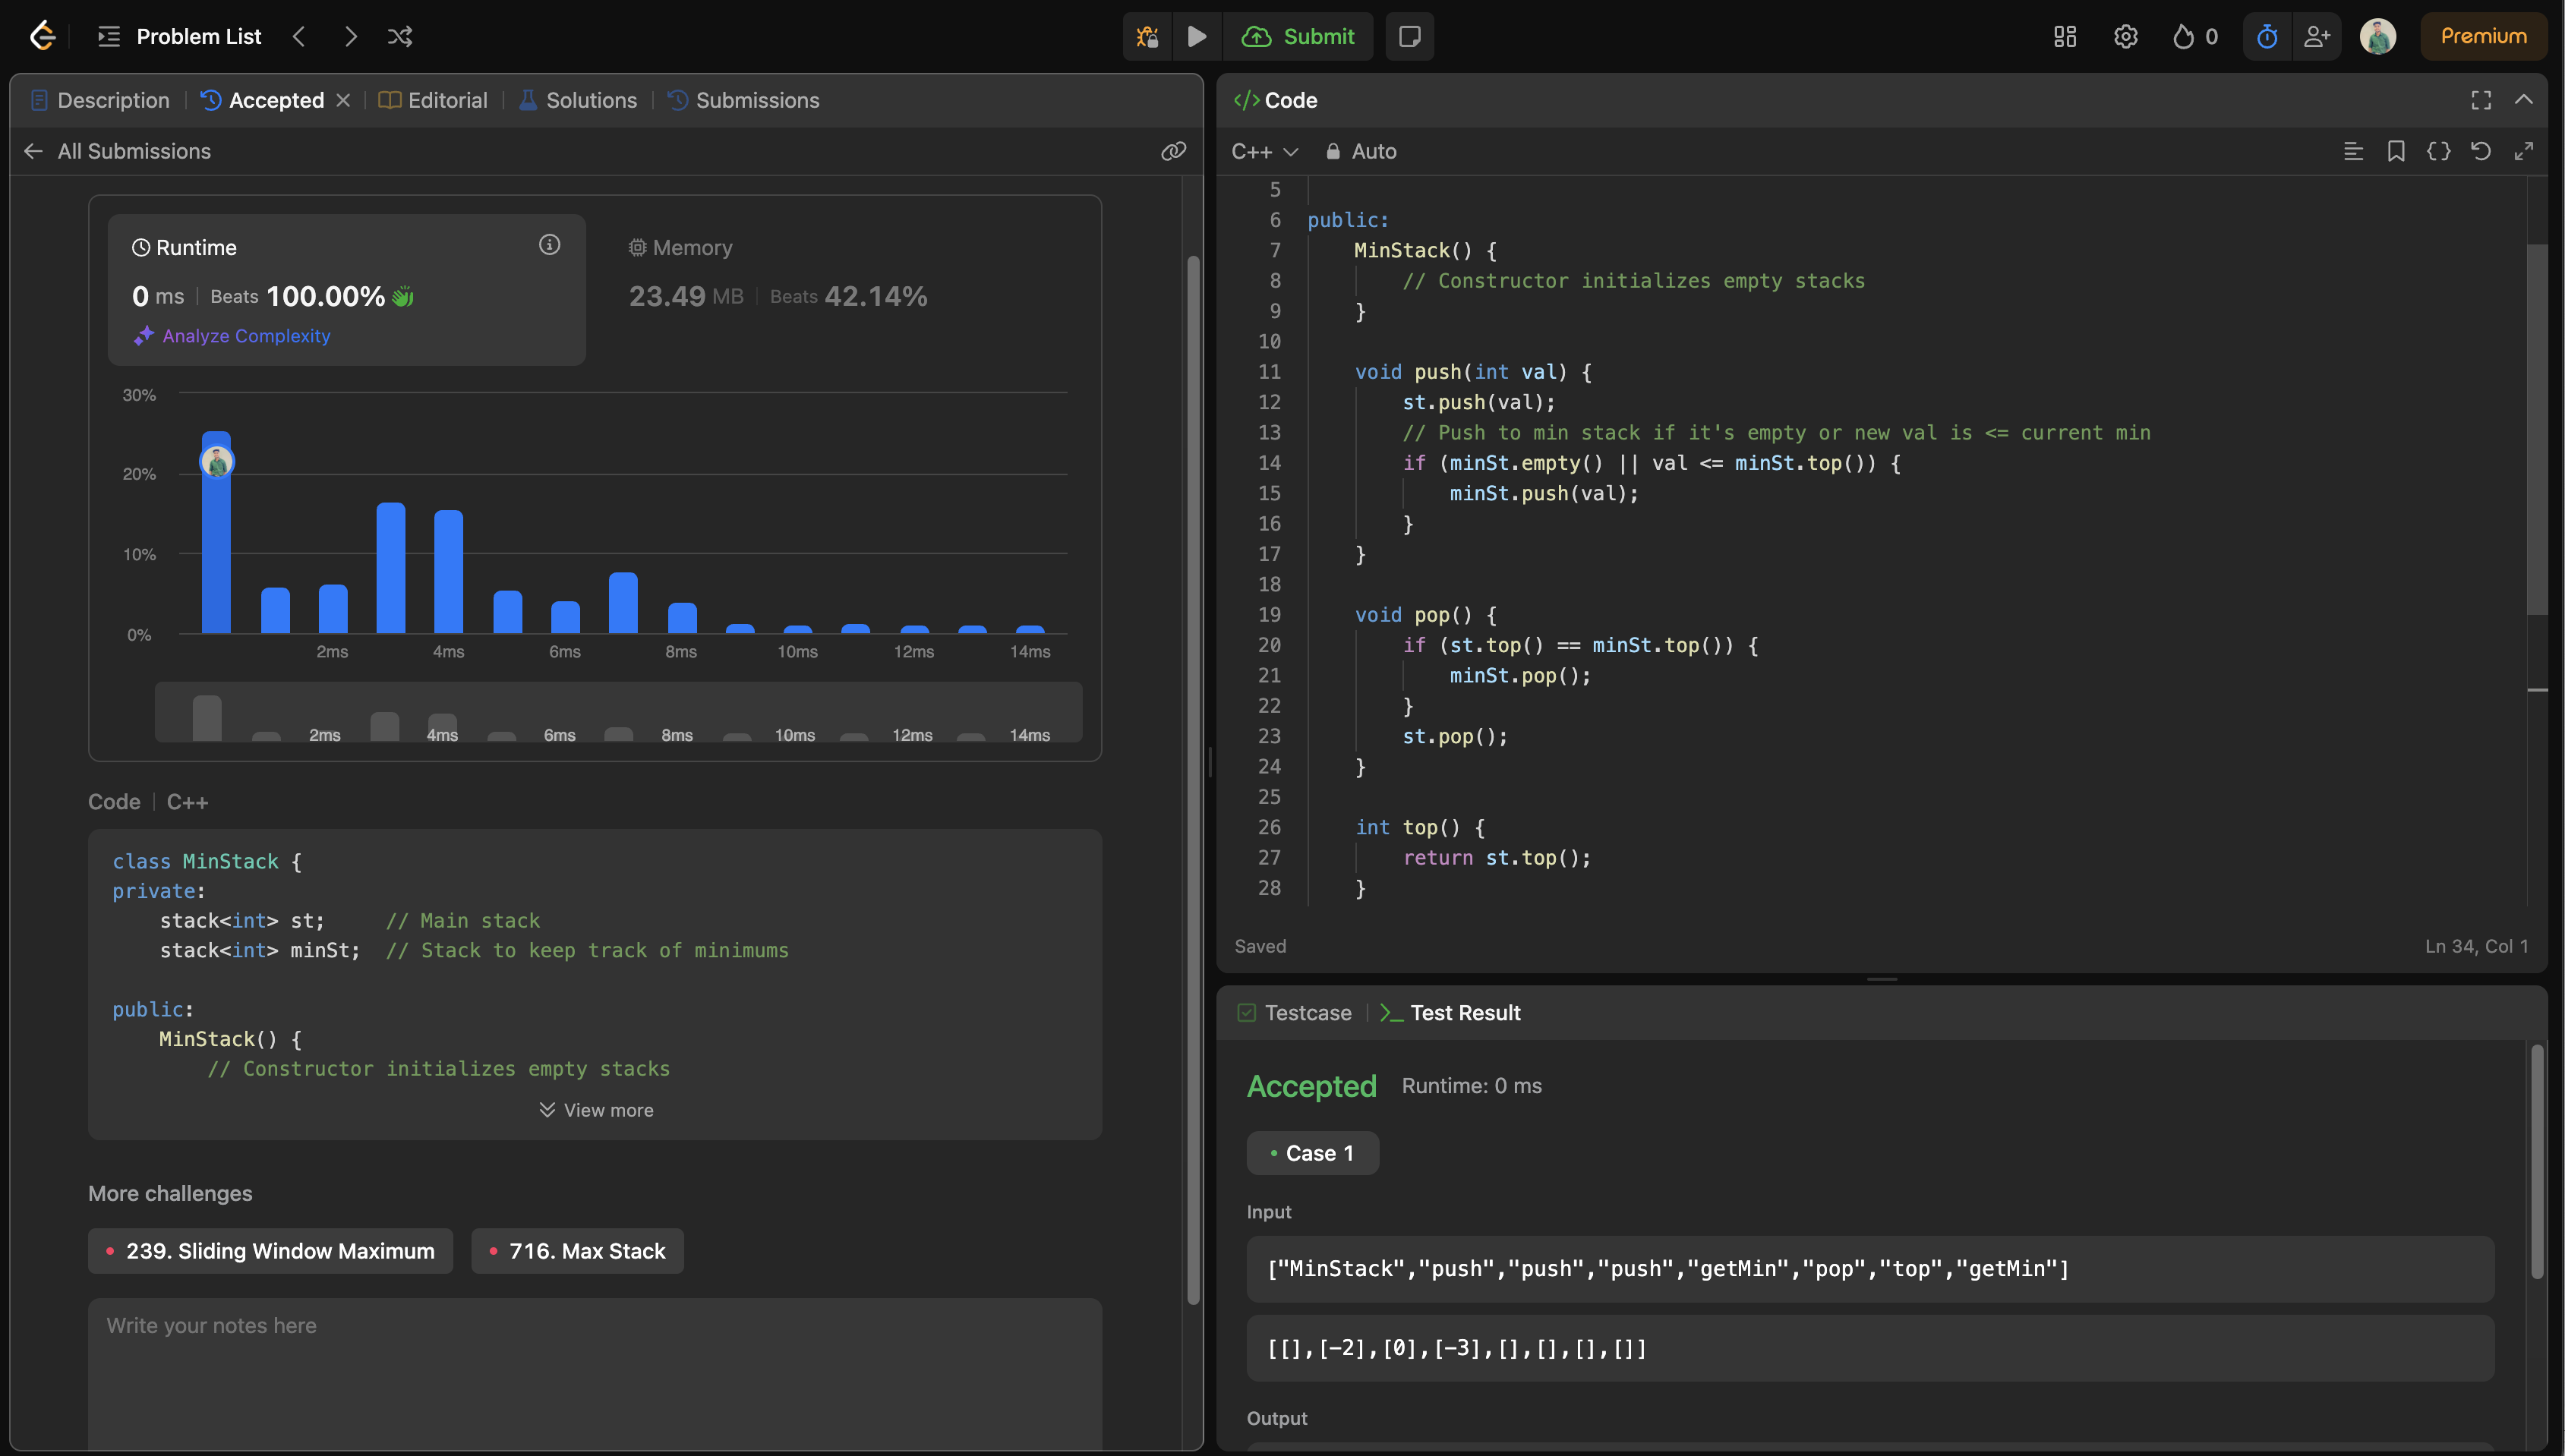 Problem List
Submit
0
Premium
Description
Accepted
Editorial
Solutions
Submissions
All Submissions
Runtime
0 ms
Beats 100.00%
Analyze Complexity
Memory
23.49 MB
Beats 42.14%
30%
20%
10%
0%
2ms 4ms 6ms 8ms 10ms 12ms 14ms
2ms 4ms 6ms 8ms 10ms 12ms 14ms
Code C++
class MinStack {
private:
    stack<int> st;     // Main stack
    stack<int> minSt;  // Stack to keep track of minimums
public:
    MinStack() {
        // Constructor initializes empty stacks
View more
More challenges
239. Sliding Window Maximum
716. Max Stack
Write your notes here
</> Code
C++
Auto
5
6 public:
7     MinStack() {
8         // Constructor initializes empty stacks
9     }
10
11     void push(int val) {
12         st.push(val);
13         // Push to min stack if it's empty or new val is <= current min
14         if (minSt.empty() || val <= minSt.top()) {
15             minSt.push(val);
16         }
17     }
18
19     void pop() {
20         if (st.top() == minSt.top()) {
21             minSt.pop();
22         }
23         st.pop();
24     }
25
26     int top() {
27         return st.top();
28     }
Saved
Ln 34, Col 1
Testcase
Test Result
Accepted
Runtime: 0 ms
Case 1
Input
["MinStack","push","push","push","getMin","pop","top","getMin"]
[[],[-2],[0],[-3],[],[],[],[]]
Output